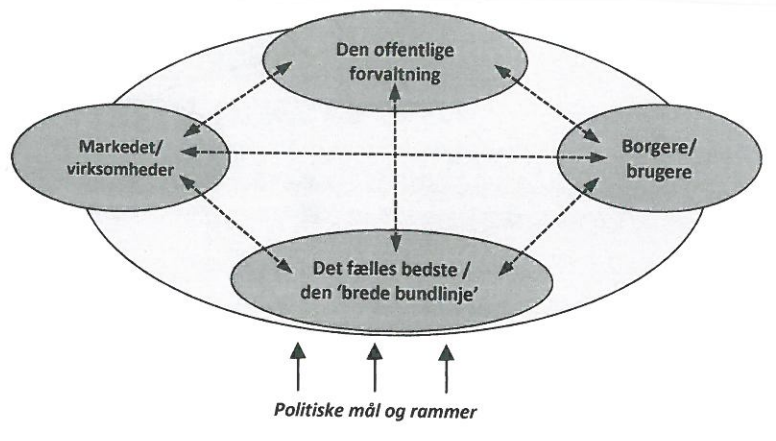 Den offentlige
forvaltning
Markedet/
virksomheder
Borgere/
brugere
Det fælles bedste /
den ‘brede bundlinje’
Politiske mål og rammer